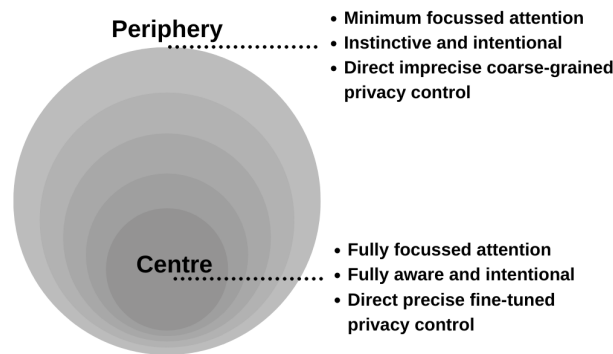 Periphery
• Minimum focussed attention
• Instinctive and intentional
• Direct imprecise coarse-grained
privacy control
Centre
• Fully focussed attention
• Fully aware and intentional
• Direct precise fine-tuned
privacy control